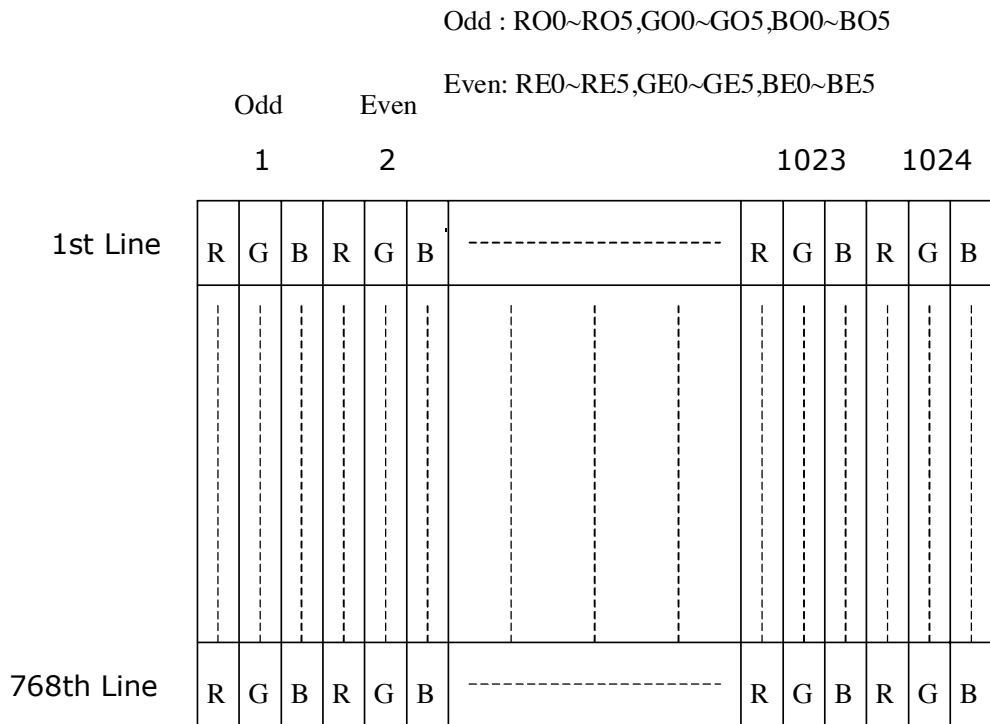 Odd : RO0~RO5,GO0~GO5,BO0~BO5
Even: RE0~RE5,GE0~GE5,BE0~BE5
Odd Even
1 2 1023 1024
1st Line R G B R G B R G B R G B
768th Line R G B R G B R G B R G B